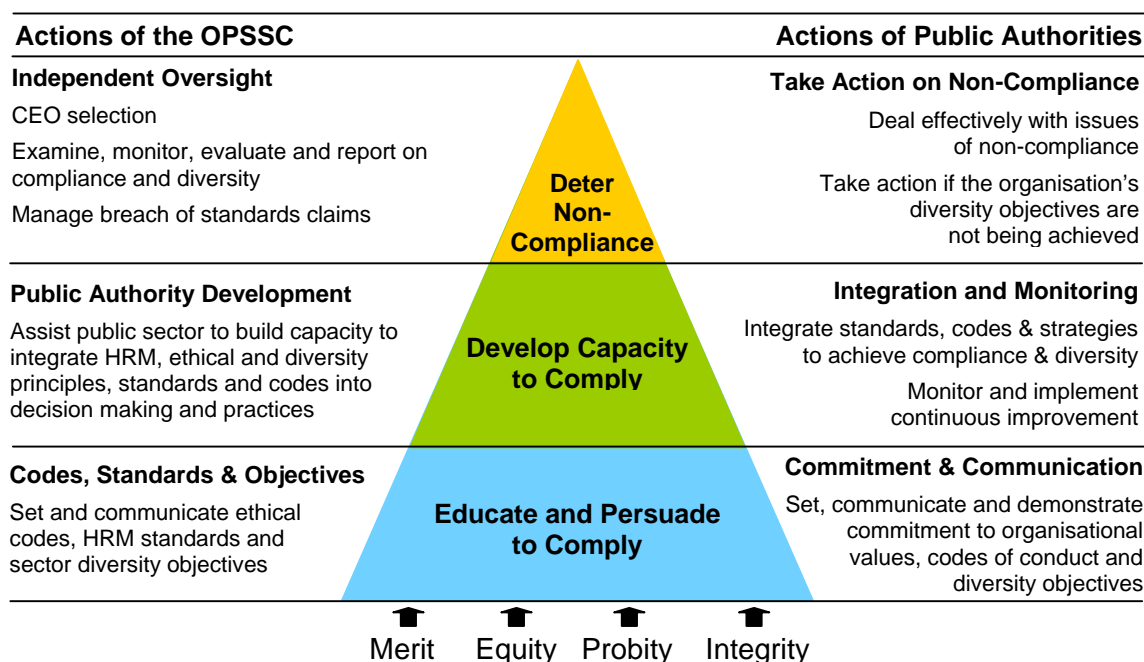 Actions of the OPSSC
Actions of Public Authorities
Independent Oversight
CEO selection
Examine, monitor, evaluate and report on
compliance and diversity
Manage breach of standards claims
Deter
Non-
Compliance
Take Action on Non-Compliance
Deal effectively with issues
of non-compliance
Take action if the organisation’s
diversity objectives are
not being achieved
Public Authority Development
Assist public sector to build capacity to
integrate HRM, ethical and diversity
principles, standards and codes into
decision making and practices
Develop Capacity
to Comply
Integration and Monitoring
Integrate standards, codes & strategies
to achieve compliance & diversity
Monitor and implement
continuous improvement
Codes, Standards & Objectives
Set and communicate ethical
codes, HRM standards and
sector diversity objectives
Educate and Persuade
to Comply
Commitment & Communication
Set, communicate and demonstrate
commitment to organisational
values, codes of conduct and
diversity objectives
Merit Equity Probity Integrity